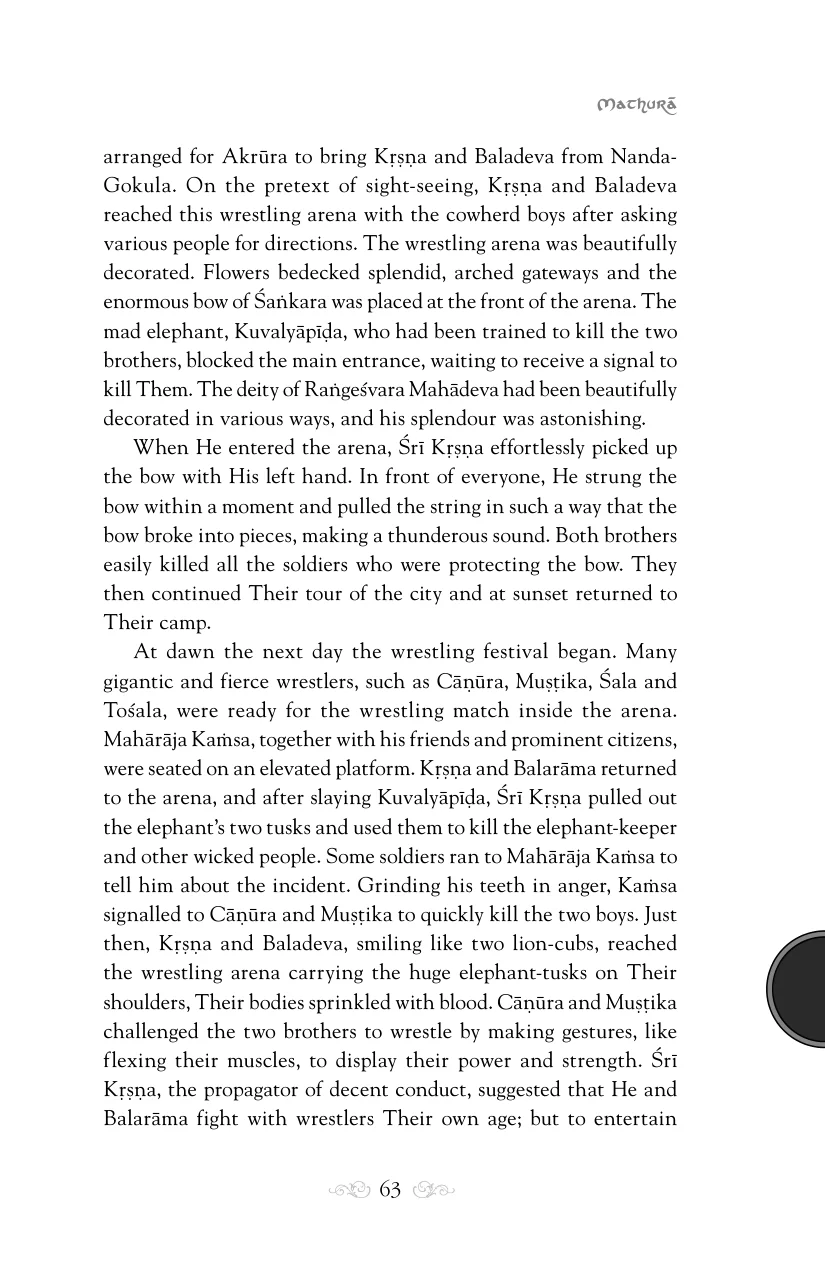 Mathurā
arranged for Akrūra to bring Kṛṣṇa and Baladeva from Nanda-
Gokula. On the pretext of sight-seeing, Kṛṣṇa and Baladeva
reached this wrestling arena with the cowherd boys after asking
various people for directions. The wrestling arena was beautifully
decorated. Flowers bedecked splendid, arched gateways and the
enormous bow of Śaṅkara was placed at the front of the arena. The
mad elephant, Kuvalyāpīḍa, who had been trained to kill the two
brothers, blocked the main entrance, waiting to receive a signal to
kill Them. The deity of Raṅgeśvara Mahādeva had been beautifully
decorated in various ways, and his splendour was astonishing.
When He entered the arena, Śrī Kṛṣṇa effortlessly picked up
the bow with His left hand. In front of everyone, He strung the
bow within a moment and pulled the string in such a way that the
bow broke into pieces, making a thunderous sound. Both brothers
easily killed all the soldiers who were protecting the bow. They
then continued Their tour of the city and at sunset returned to
Their camp.
At dawn the next day the wrestling festival began. Many
gigantic and fierce wrestlers, such as Cāṇūra, Muṣṭika, Śala and
Tośala, were ready for the wrestling match inside the arena.
Mahārāja Kaṁsa, together with his friends and prominent citizens,
were seated on an elevated platform. Kṛṣṇa and Balarāma returned
to the arena, and after slaying Kuvalyāpīḍa, Śrī Kṛṣṇa pulled out
the elephant’s two tusks and used them to kill the elephant-keeper
and other wicked people. Some soldiers ran to Mahārāja Kaṁsa to
tell him about the incident. Grinding his teeth in anger, Kaṁsa
signalled to Cāṇūra and Muṣṭika to quickly kill the two boys. Just
then, Kṛṣṇa and Baladeva, smiling like two lion-cubs, reached
the wrestling arena carrying the huge elephant-tusks on Their
shoulders, Their bodies sprinkled with blood. Cāṇūra and Muṣṭika
challenged the two brothers to wrestle by making gestures, like
flexing their muscles, to display their power and strength. Śrī
Kṛṣṇa, the propagator of decent conduct, suggested that He and
Balarāma fight with wrestlers Their own age; but to entertain
63